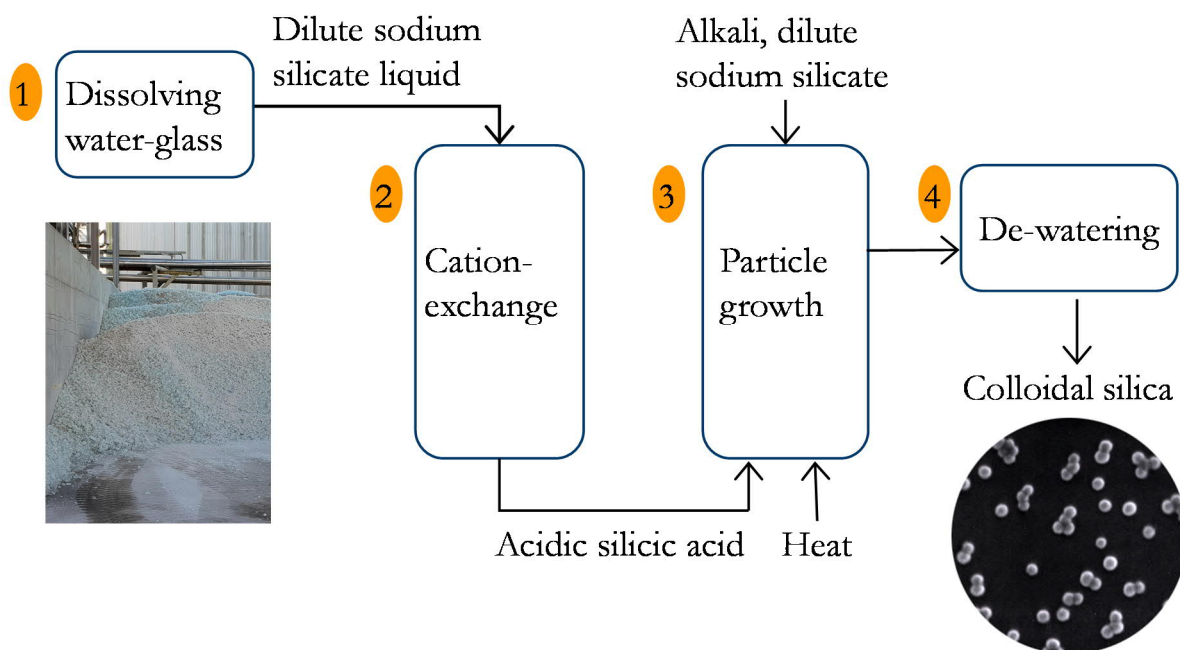 1
Dissolving
water-glass
Dilute sodium
silicate liquid
2
Cation-
exchange
Acidic silicic acid
Alkali, dilute
sodium silicate
3
Particle
growth
Heat
4
De-watering
Colloidal silica